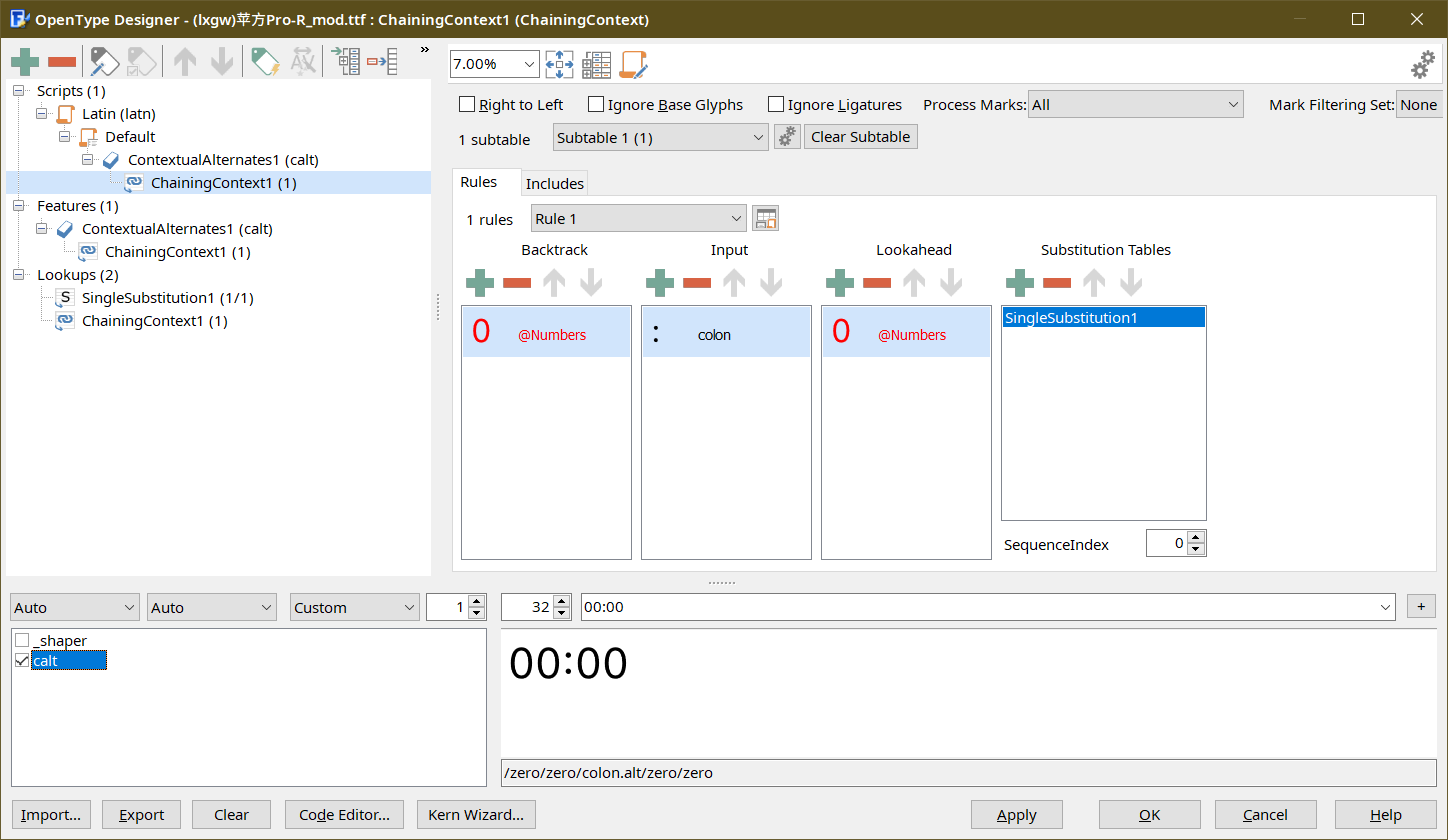 OpenType Designer - (lxgw)苹方Pro-R_mod.ttf : ChainingContext1 (ChainingContext)
»
7.00%
Scripts (1)
Latin (latn)
Default
ContextualAlternates1 (calt)
ChainingContext1 (1)
Features (1)
ContextualAlternates1 (calt)
ChainingContext1 (1)
Lookups (2)
S SingleSubstitution1 (1/1)
ChainingContext1 (1)
Right to Left Ignore Base Glyphs Ignore Ligatures Process Marks: All Mark Filtering Set: None
1 subtable Subtable 1 (1) Clear Subtable
Rules Includes
1 rules Rule 1
Backtrack Input Lookahead Substitution Tables
0 @Numbers : colon 0 @Numbers SingleSubstitution1
SequenceIndex 0
Auto Auto Custom 1 32 00:00 +
_shaper
calt
00:00
/zero/zero/colon.alt/zero/zero
Import... Export Clear Code Editor... Kern Wizard... Apply OK Cancel Help